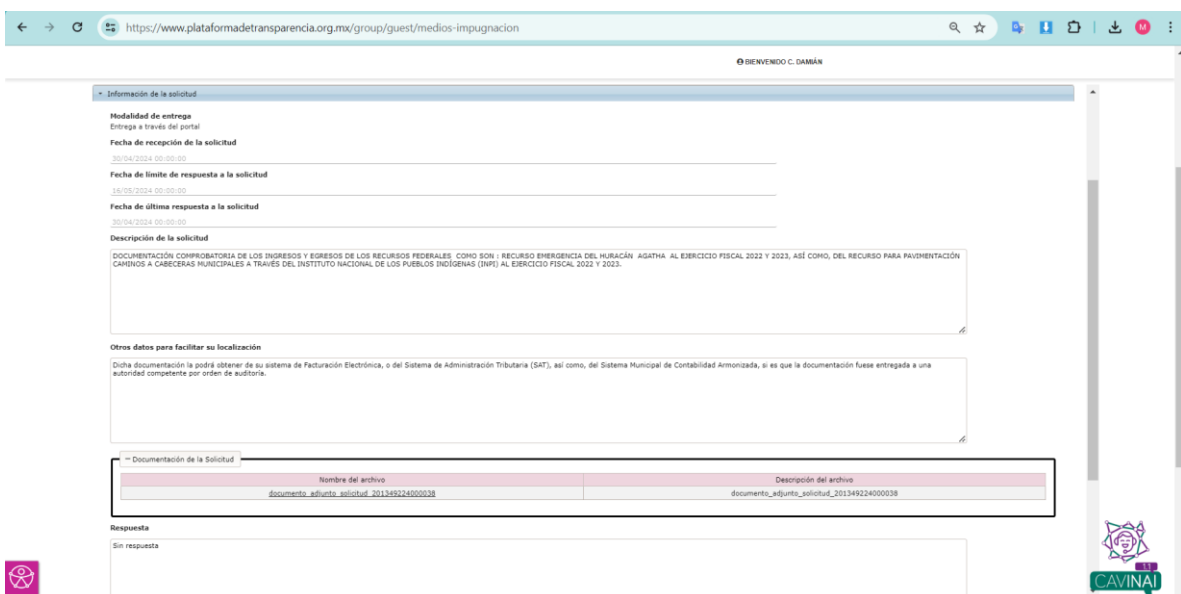 https://www.plataformadetransparencia.org.mx/group/guest/medios-impugnacion
M
BIENVENIDO C. DAMIÁN
Información de la solicitud
Modalidad de entrega
Entrega a través del portal
Fecha de recepción de la solicitud
30/04/2024 00:00:00
Fecha de límite de respuesta a la solicitud
16/05/2024 00:00:00
Fecha de última respuesta a la solicitud
30/04/2024 00:00:00
Descripción de la solicitud
DOCUMENTACIÓN COMPROBATORIA DE LOS INGRESOS Y EGRESOS DE LOS RECURSOS FEDERALES COMO SON : RECURSO EMERGENCIA DEL HURACÁN AGATHA AL EJERCICIO FISCAL 2022 Y 2023, ASÍ COMO, DEL RECURSO PARA PAVIMENTACIÓN
CAMINOS A CABECERAS MUNICIPALES A TRAVÉS DEL INSTITUTO NACIONAL DE LOS PUEBLOS INDÍGENAS (INPI) AL EJERCICIO FISCAL 2022 Y 2023.
Otros datos para facilitar su localización
Dicha documentación la podrá obtener de su sistema de Facturación Electrónica, o del Sistema de Administración Tributaria (SAT), así como, del Sistema Municipal de Contabilidad Armonizada, si es que la documentación fuese entregada a una
autoridad competente por orden de auditoría.
Documentación de la Solicitud
Nombre del archivo Descripción del archivo
documento_adjunto_solicitud_201349224000038 documento_adjunto_solicitud_201349224000038
Respuesta
Sin respuesta
CAVINAI